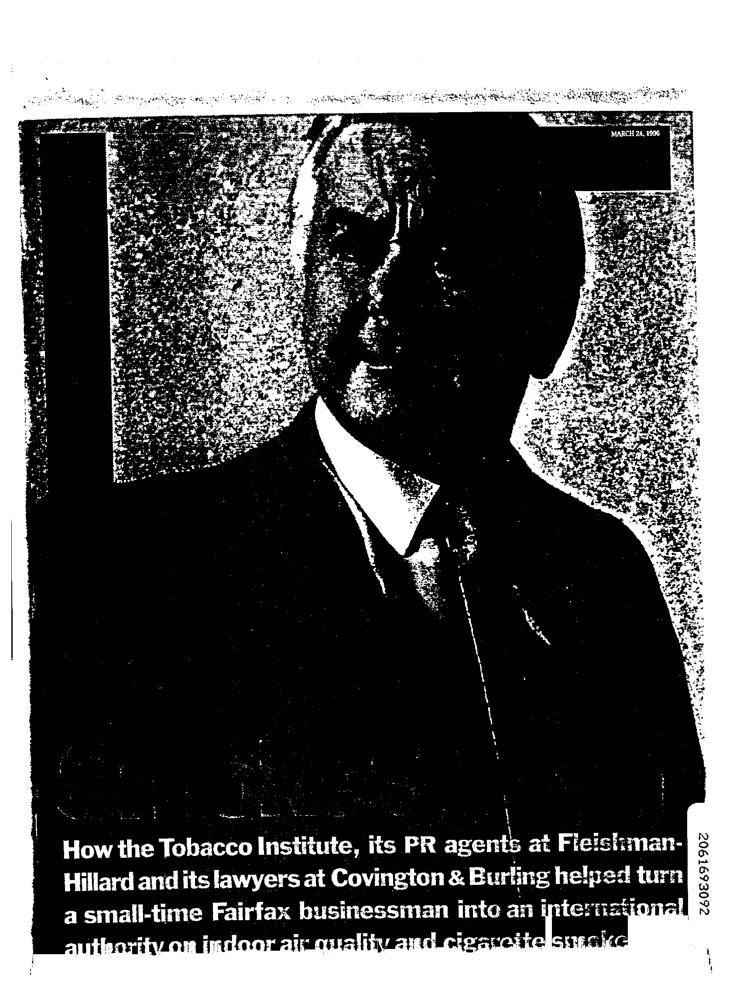 MARCH 24, 1996
How the Tobacco Institute, its PR agents at Fleishman-
Hillard and its lawyers at Covington & Burling helped turn
a small-time Fairfax businessman into an international
authority on indoor air quality and cigarette smoke
2061693092